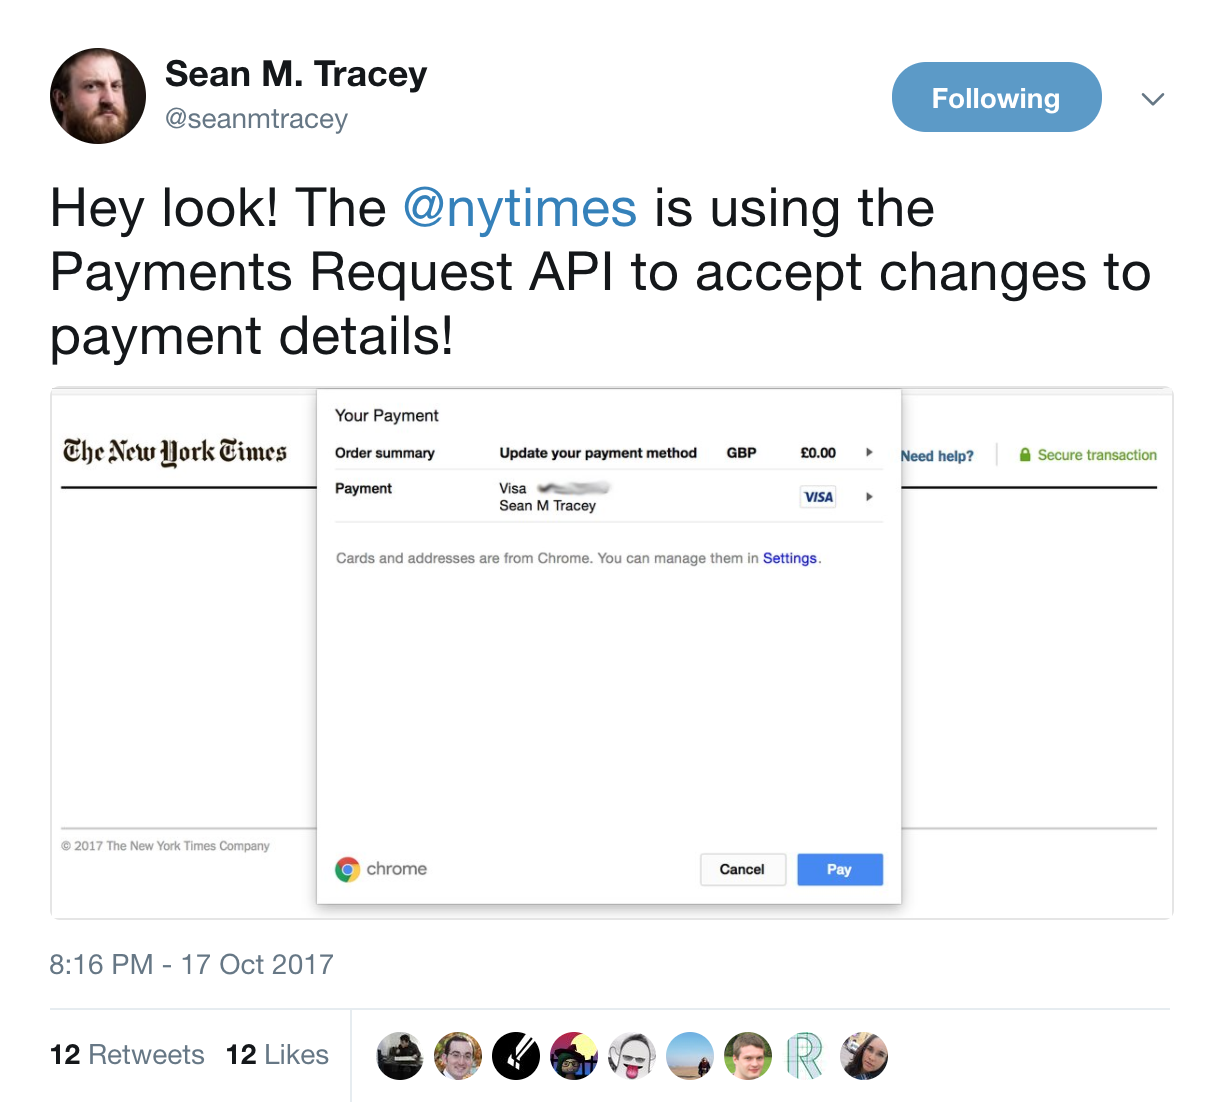 Sean M. Tracey
@seanmtracey
Following
Hey look! The @nytimes is using the
Payments Request API to accept changes to
payment details!
The New York Times
Your Payment
Order summary Update your payment method GBP £0.00
Payment Visa
Sean M Tracey
VISA
Cards and addresses are from Chrome. You can manage them in Settings.
Need help?
Secure transaction
© 2017 The New York Times Company
chrome
Cancel
Pay
8:16 PM - 17 Oct 2017
12 Retweets 12 Likes
R